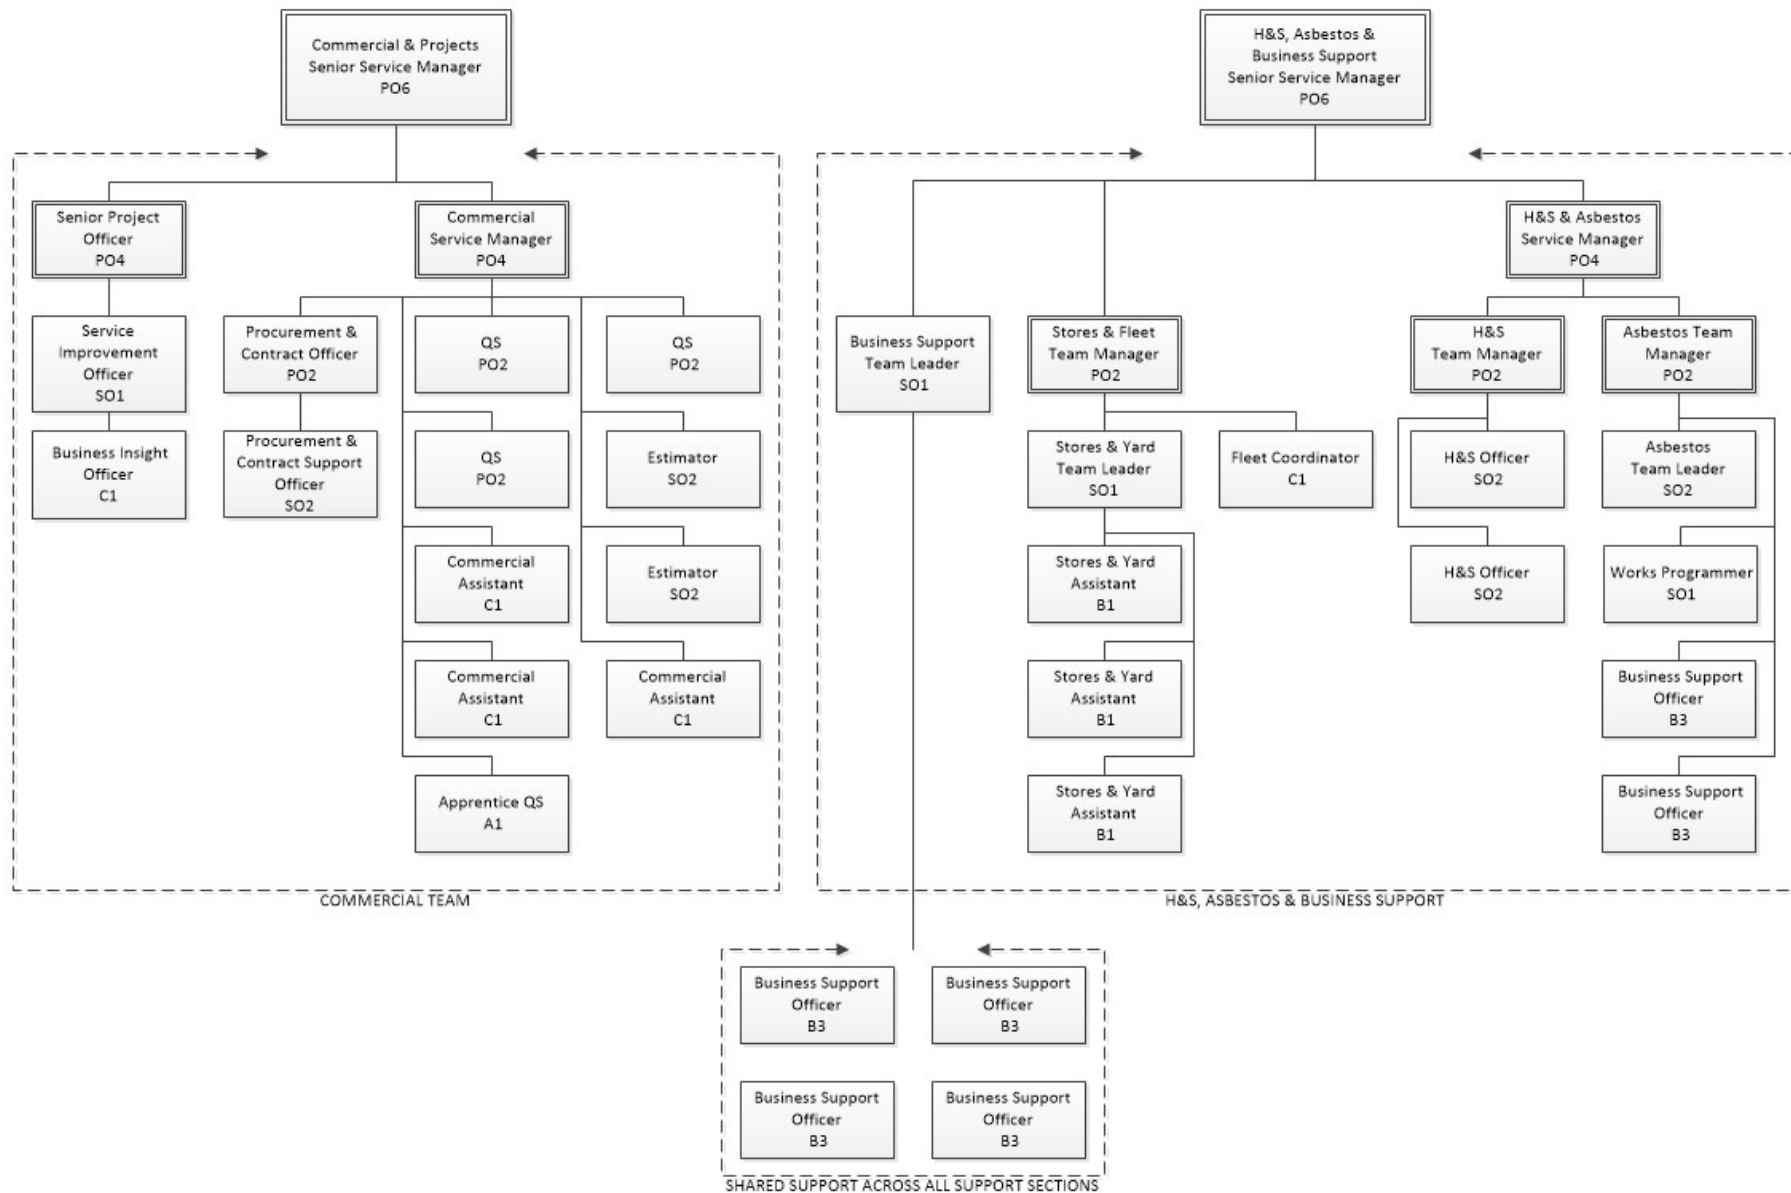 Commercial & Projects
Senior Service Manager
PO6
H&S, Asbestos &
Business Support
Senior Service Manager
PO6
Senior Project
Officer
PO4
Commercial
Service Manager
PO4
H&S & Asbestos
Service Manager
PO4
Service
Improvement
Officer
SO1
Procurement &
Contract Officer
PO2
QS
PO2
QS
PO2
Business Support
Team Leader
SO1
Stores & Fleet
Team Manager
PO2
H&S
Team Manager
PO2
Asbestos Team
Manager
PO2
Business Insight
Officer
C1
Procurement &
Contract Support
Officer
SO2
QS
PO2
Estimator
SO2
Stores & Yard
Team Leader
SO1
Fleet Coordinator
C1
H&S Officer
SO2
Asbestos
Team Leader
SO2
Commercial
Assistant
C1
Estimator
SO2
Stores & Yard
Assistant
B1
H&S Officer
SO2
Works Programmer
SO1
Commercial
Assistant
C1
Commercial
Assistant
C1
Stores & Yard
Assistant
B1
Business Support
Officer
B3
Apprentice QS
A1
Stores & Yard
Assistant
B1
Business Support
Officer
B3
COMMERCIAL TEAM
H&S, ASBESTOS & BUSINESS SUPPORT
Business Support
Officer
B3
Business Support
Officer
B3
Business Support
Officer
B3
Business Support
Officer
B3
SHARED SUPPORT ACROSS ALL SUPPORT SECTIONS